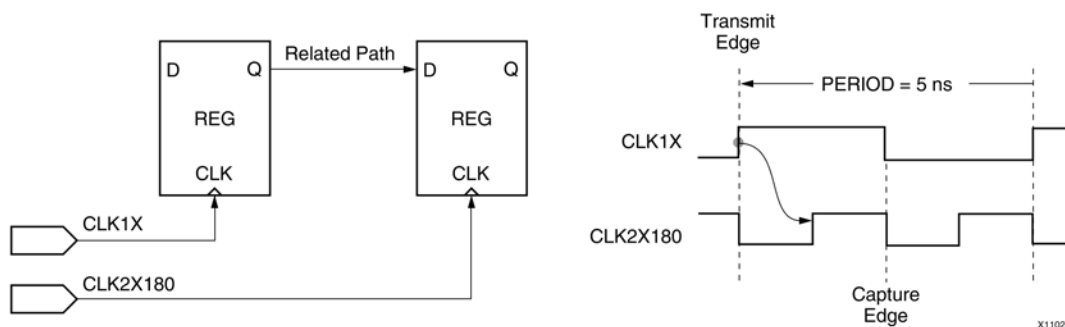 Related Path
D
Q
REG
CLK
D
Q
REG
CLK
CLK1X
CLK2X180
Transmit
Edge
PERIOD = 5 ns
CLK1X
CLK2X180
Capture
Edge
X1102